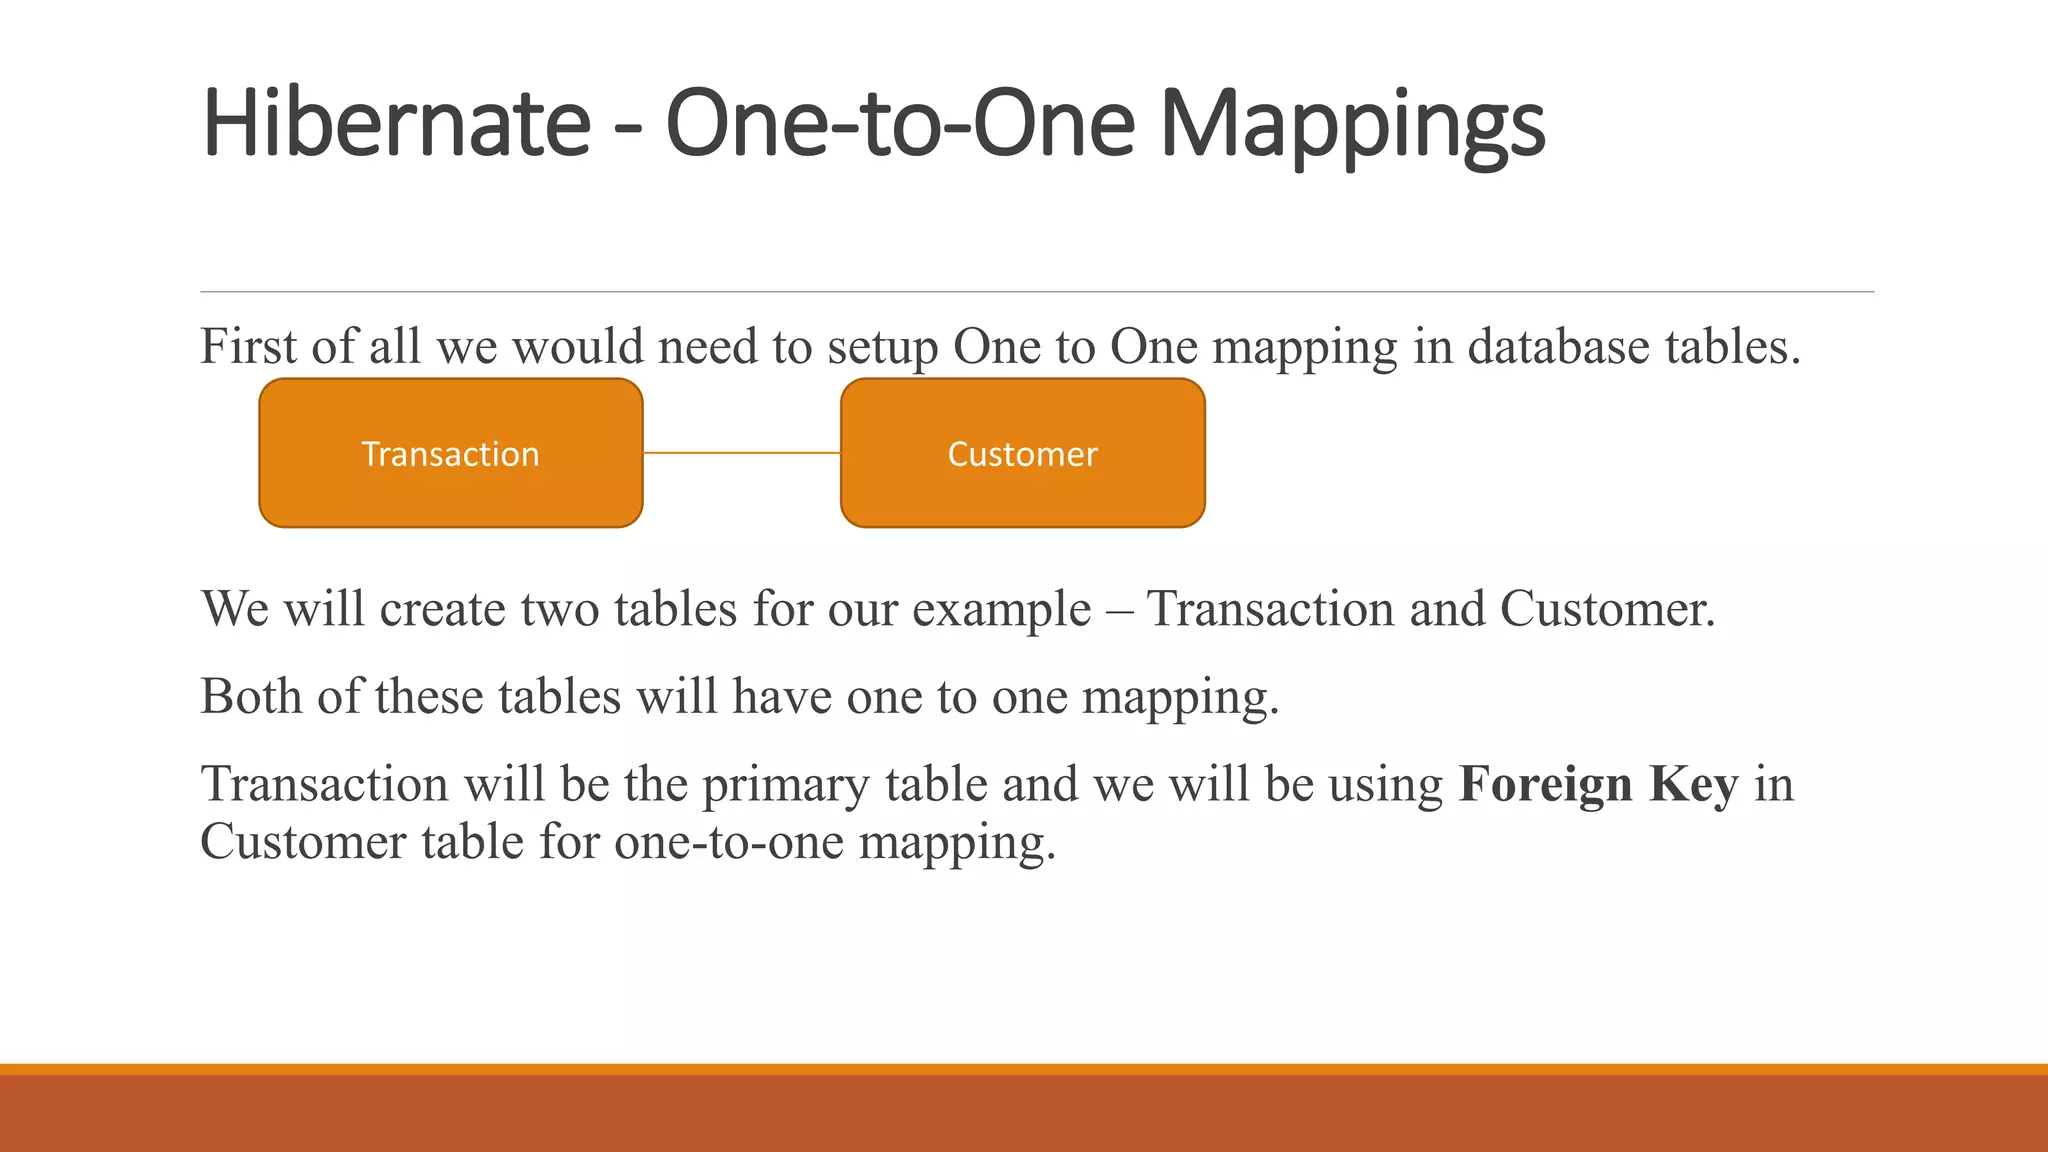 Hibernate - One-to-One Mappings
First of all we would need to setup One to One mapping in database tables.
Transaction
Customer
We will create two tables for our example – Transaction and Customer.
Both of these tables will have one to one mapping.
Transaction will be the primary table and we will be using Foreign Key in
Customer table for one-to-one mapping.